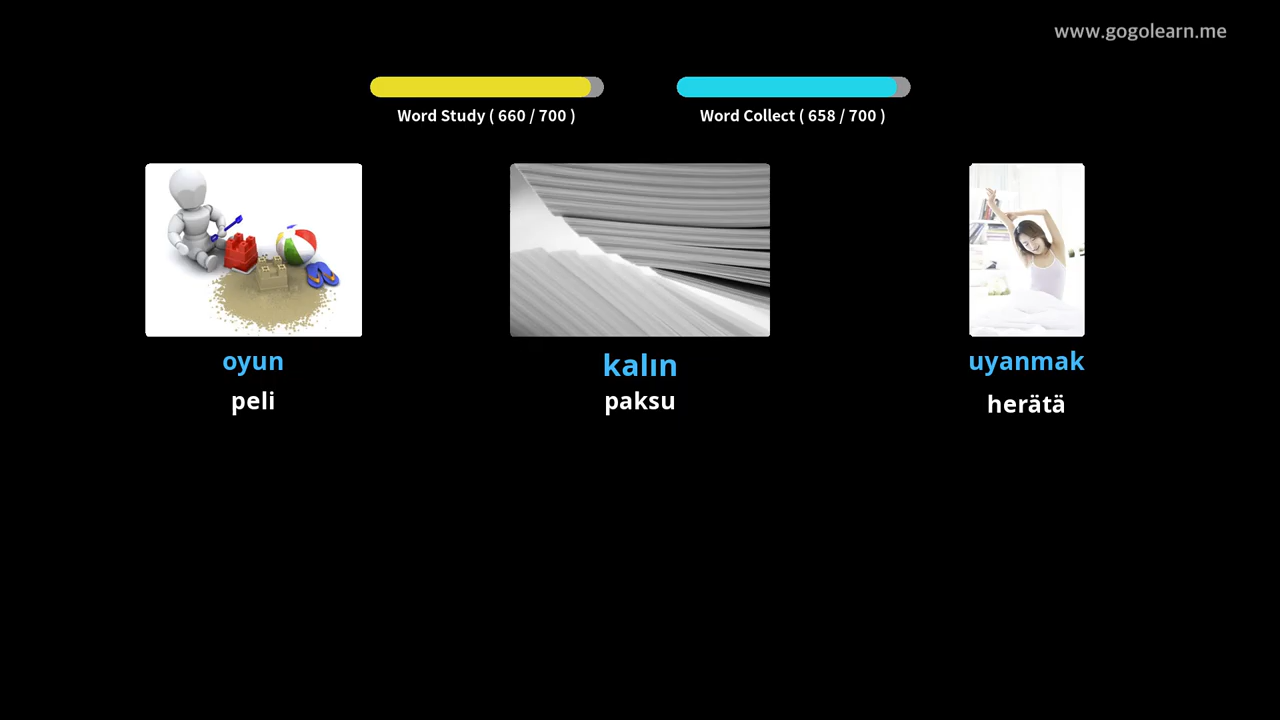 www.gogolearn.me
Word Study ( 660 / 700 )
Word Collect ( 658 / 700 )
oyun
peli
kalın
paksu
uyanmak
herätä